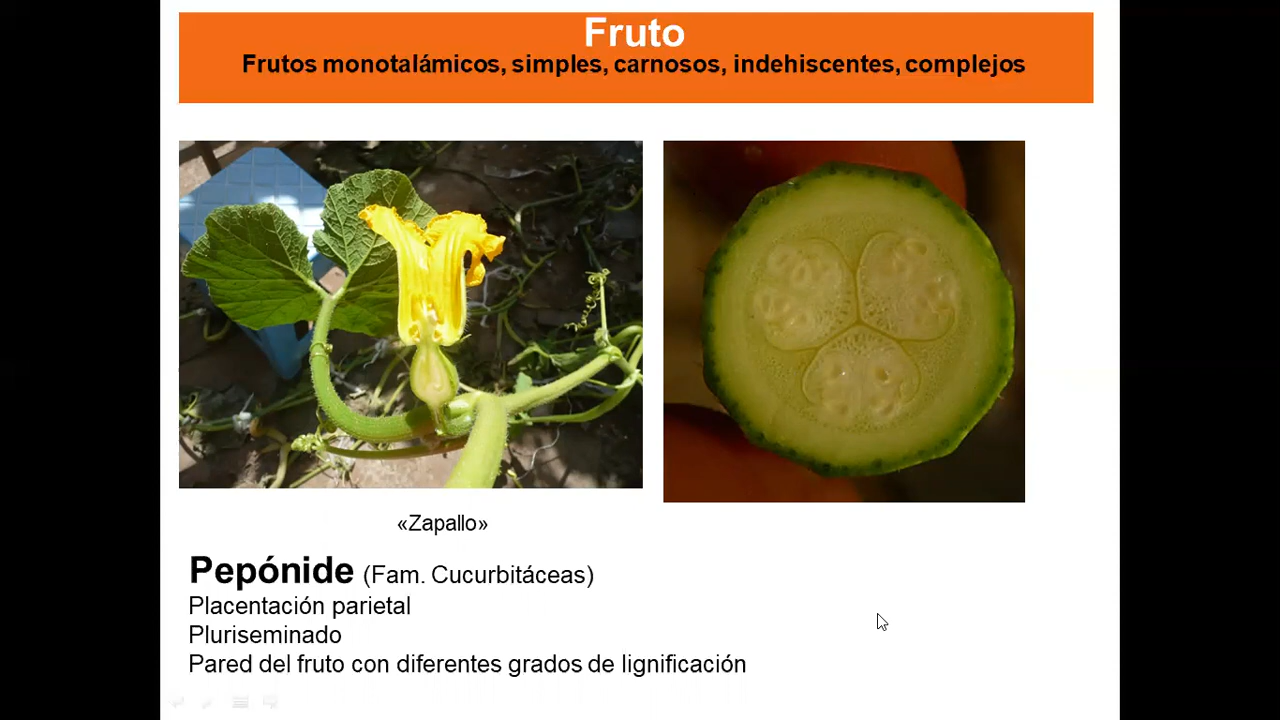 Fruto
Frutos monotalámicos, simples, carnosos, indehiscentes, complejos
«Zapallo»
Pepónide (Fam. Cucurbitáceas)
Placentación parietal
Pluriseminado
Pared del fruto con diferentes grados de lignificación